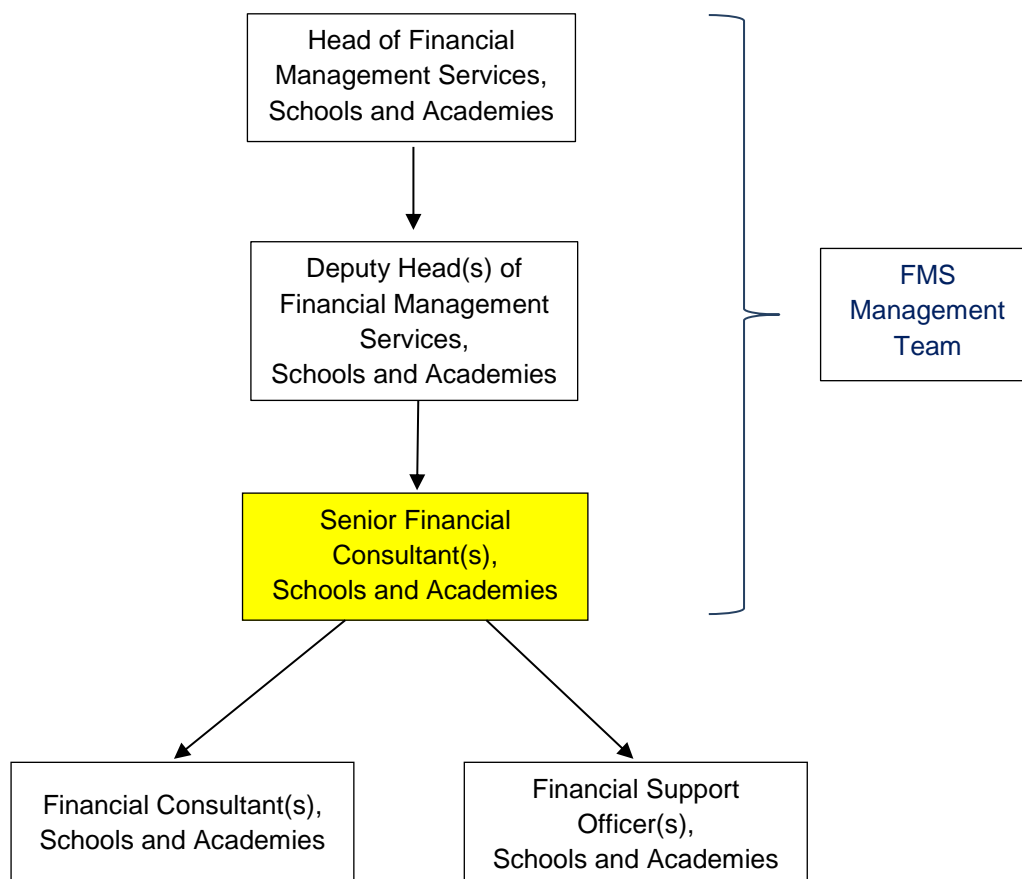 Head of Financial
Management Services,
Schools and Academies
Deputy Head(s) of
Financial Management
Services,
Schools and Academies
FMS
Management
Team
Senior Financial
Consultant(s),
Schools and Academies
Financial Consultant(s),
Schools and Academies
Financial Support
Officer(s),
Schools and Academies